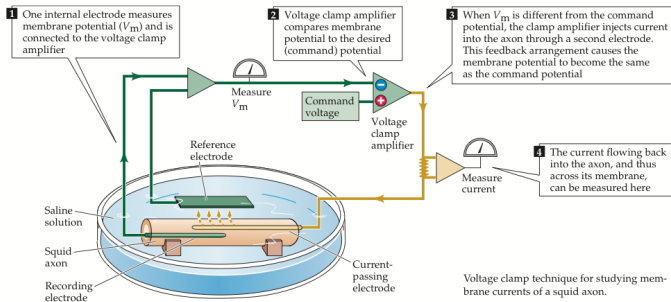 1 One internal electrode measures
membrane potential (Vm) and is
connected to the voltage clamp
amplifier
2 Voltage clamp amplifier
compares membrane
potential to the desired
(command) potential
3 When Vm is different from the command
potential, the clamp amplifier injects current
into the axon through a second electrode.
This feedback arrangement causes the
membrane potential to become the same
as the command potential
Measure
Vm
Command
voltage
−
+
Voltage
clamp
amplifier
4 The current flowing back
into the axon, and thus
across its membrane,
can be measured here
Measure
current
Reference
electrode
Saline
solution
Squid
axon
Recording
electrode
Current-
passing
electrode
Voltage clamp technique for studying mem-
brane currents of a squid axon.